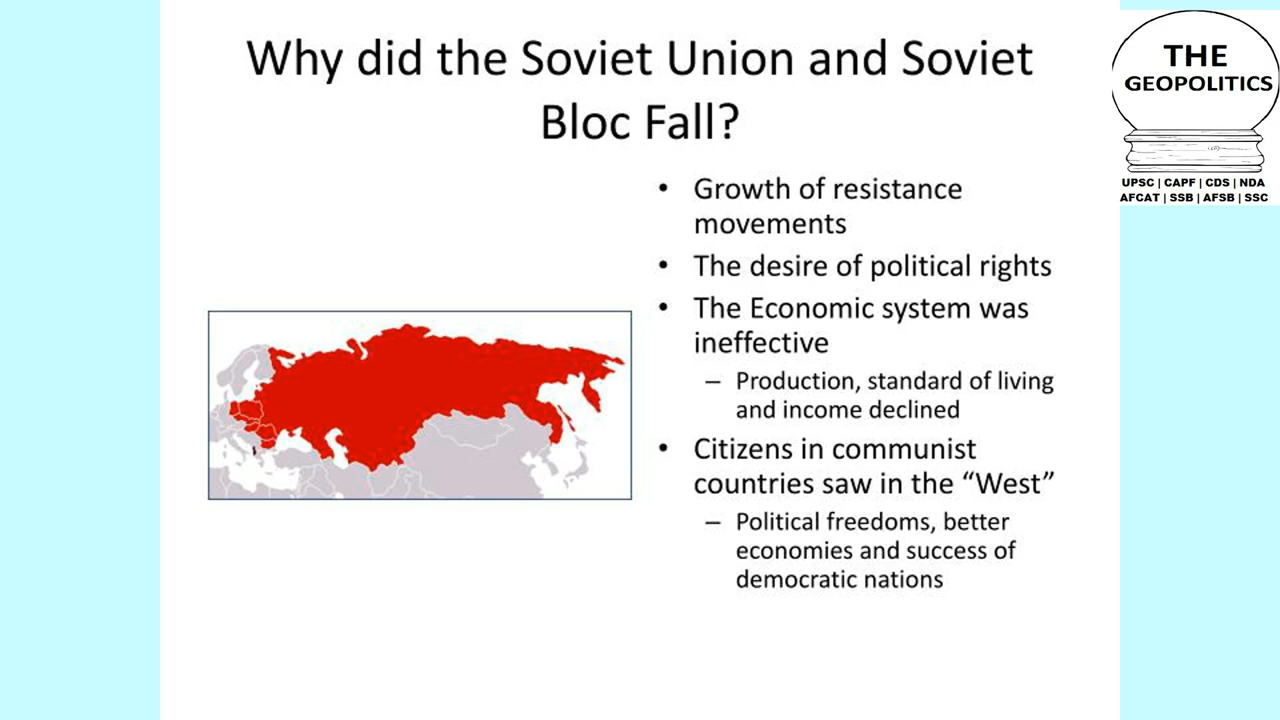 Why did the Soviet Union and Soviet
Bloc Fall?
THE
GEOPOLITICS
UPSC | CAPF | CDS | NDA
AFCAT | SSB | AFSB | SSC
• Growth of resistance
movements
• The desire of political rights
• The Economic system was
ineffective
– Production, standard of living
and income declined
• Citizens in communist
countries saw in the “West”
– Political freedoms, better
economies and success of
democratic nations